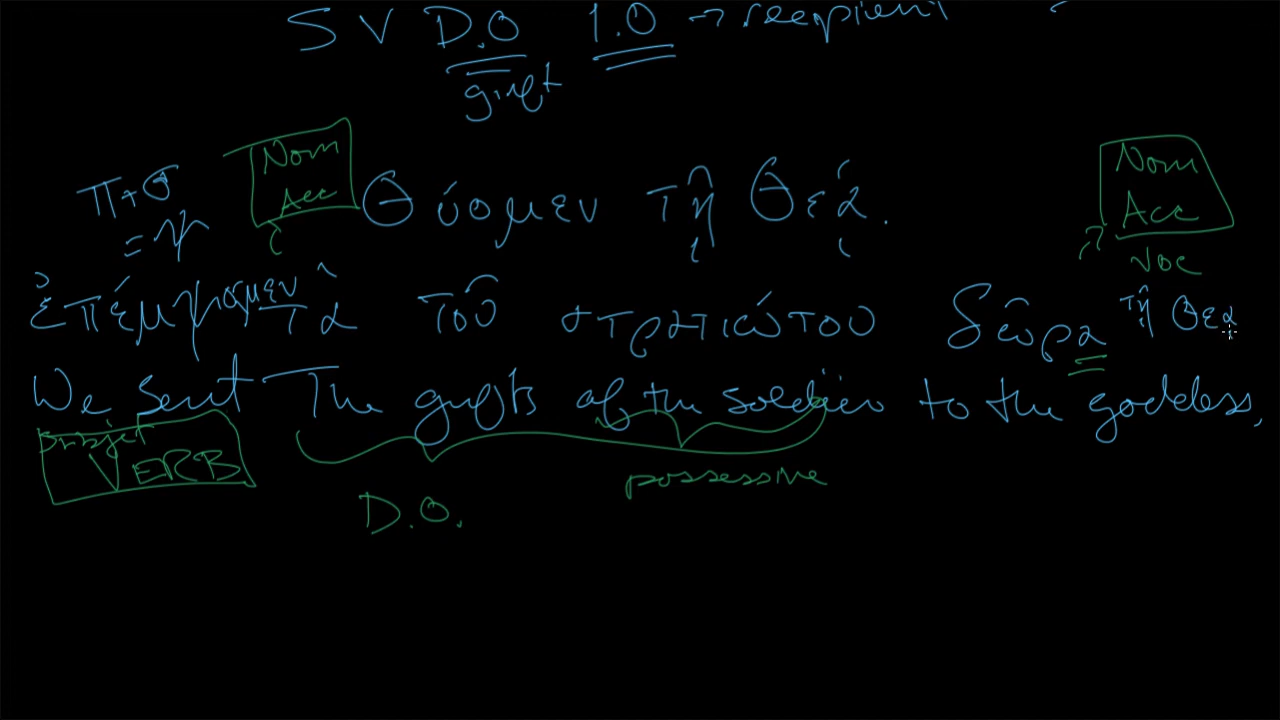 S V D.O I.O → recipient
gift
Nom
Acc
Nom
Acc
Voc
π+σ
=ψ
Θύομεν τῇ Θεᾷ.
ἐπέμψαμεν τὰ τοῦ στρατιώτου δῶρα τῇ Θεᾳ
We sent The gifts of the soldier to the goddess,
subject
VERB
possessive
D.O.